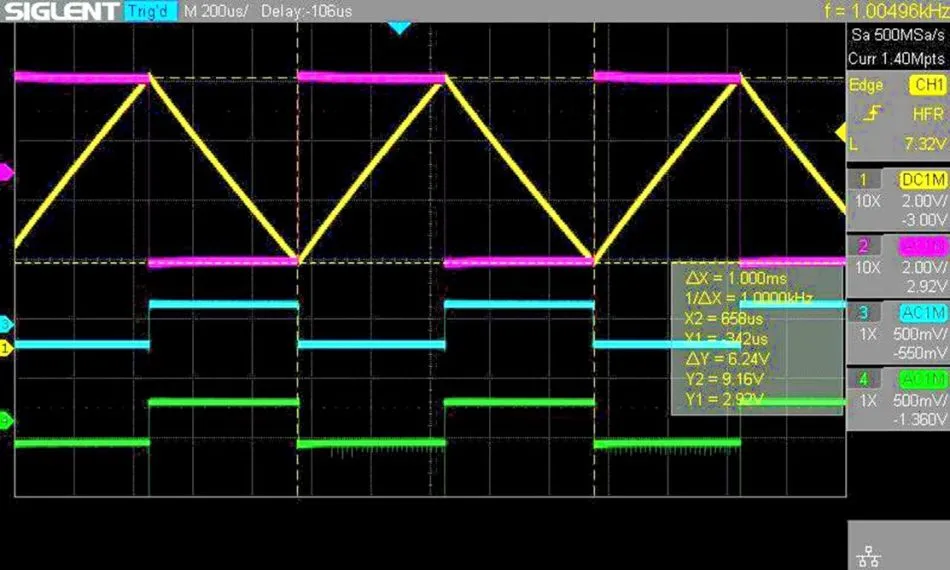 SIGLENT Trig'd M 200us/ Delay:-106us f = 1.00496kHz
Sa 500MSa/s
Curr 1.40Mpts
Edge CH1
HFR
L 7.32V
1 DC1M
10X 2.00V/
-3.00V
2 AC1M
10X 2.00V/
2.92V
3 AC1M
1X 500mV/
-550mV
4 AC1M
1X 500mV/
-1.360V
ΔX = 1.000ms
1/ΔX = 1.0000kHz
X2 = 658us
X1 = -342us
ΔY = 6.24V
Y2 = 9.16V
Y1 = 2.92V
3
1